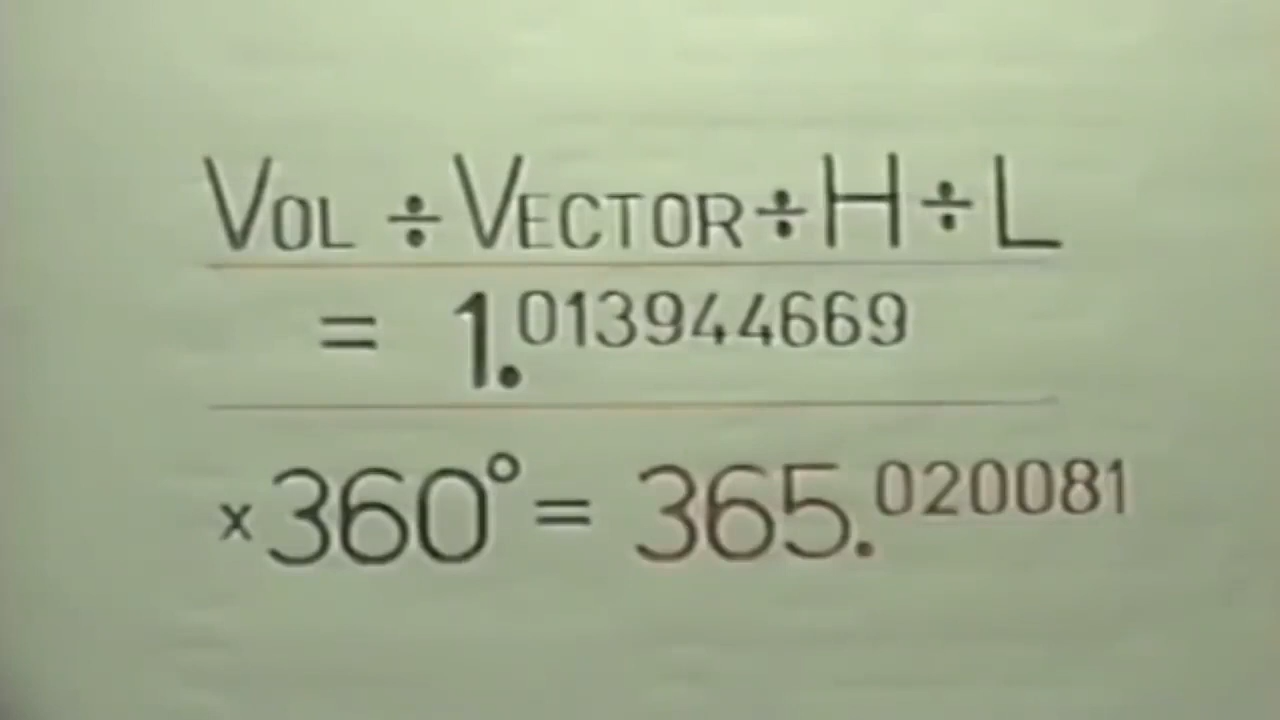 VOL ÷ VECTOR ÷ H ÷ L
= 1.013944669
×360° = 365.020081